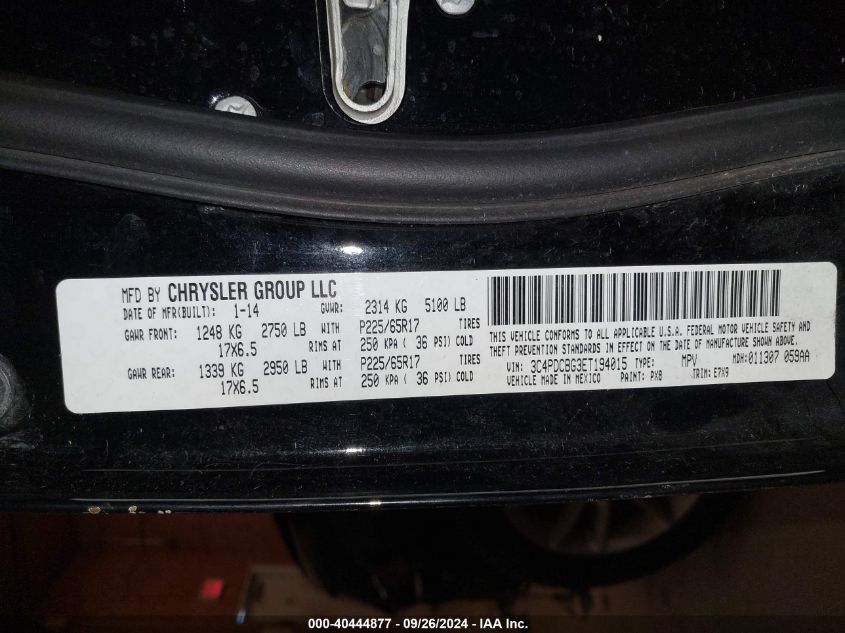 MFD BY CHRYSLER GROUP LLC
DATE OF MFR(BUILT): 1-14 GVWR: 2314 KG 5100 LB
GAWR FRONT: 1248 KG 2750 LB WITH P225/65R17 TIRES
17X6.5 RIMS AT 250 KPA ( 36 PSI) COLD
GAWR REAR: 1339 KG 2950 LB WITH P225/65R17 TIRES
17X6.5 RIMS AT 250 KPA ( 36 PSI) COLD
THIS VEHICLE CONFORMS TO ALL APPLICABLE U.S.A. FEDERAL MOTOR VEHICLE SAFETY AND
THEFT PREVENTION STANDARDS IN EFFECT ON THE DATE OF MANUFACTURE SHOWN ABOVE.
VIN: 3C4PDCBG3ET194015 TYPE: MPV MDH: 011307 059AA
VEHICLE MADE IN MEXICO PAINT: PX8 TRIM: E7X9
000-40444877 - 09/26/2024 - IAA Inc.